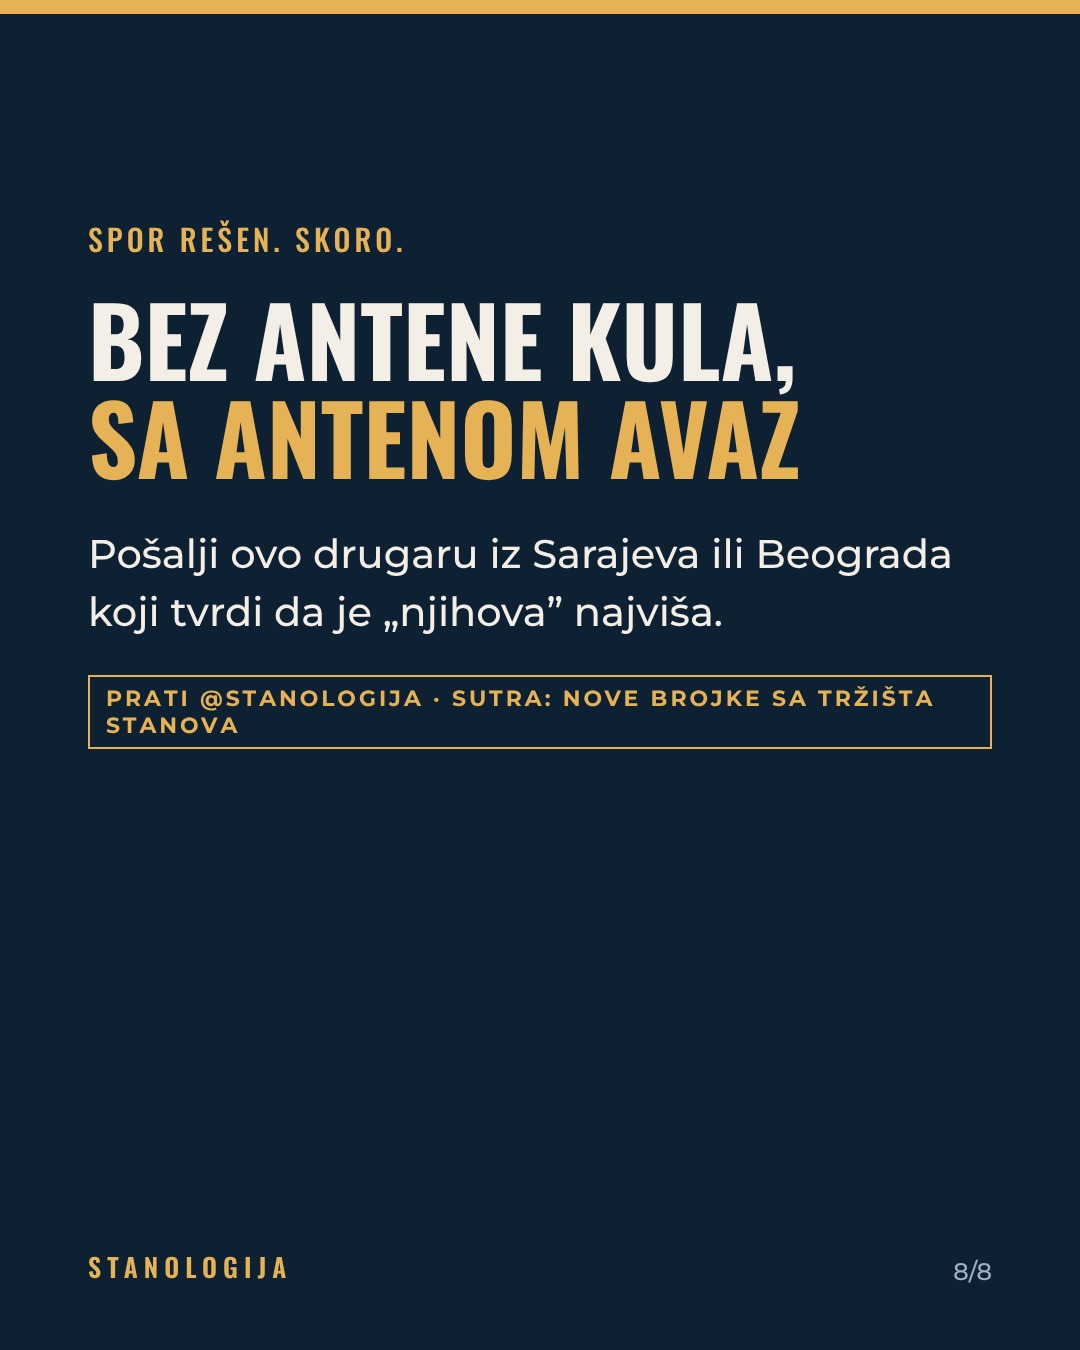 SPOR REŠEN. SKORO.
BEZ ANTENE KULA,
SA ANTENOM AVAZ
Pošalji ovo drugaru iz Sarajeva ili Beograda
koji tvrdi da je „njihova” najviša.
PRATI @STANOLOGIJA · SUTRA: NOVE BROJKE SA TRŽIŠTA
STANOVA
STANOLOGIJA
8/8